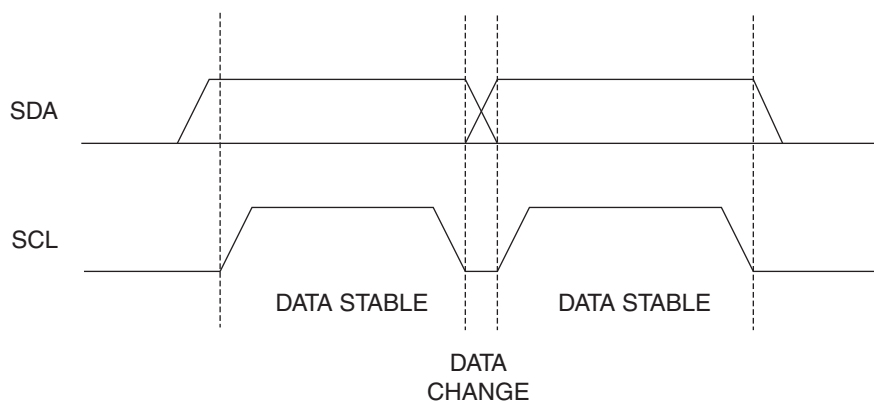 SDA
SCL
DATA STABLE
DATA STABLE
DATA
CHANGE